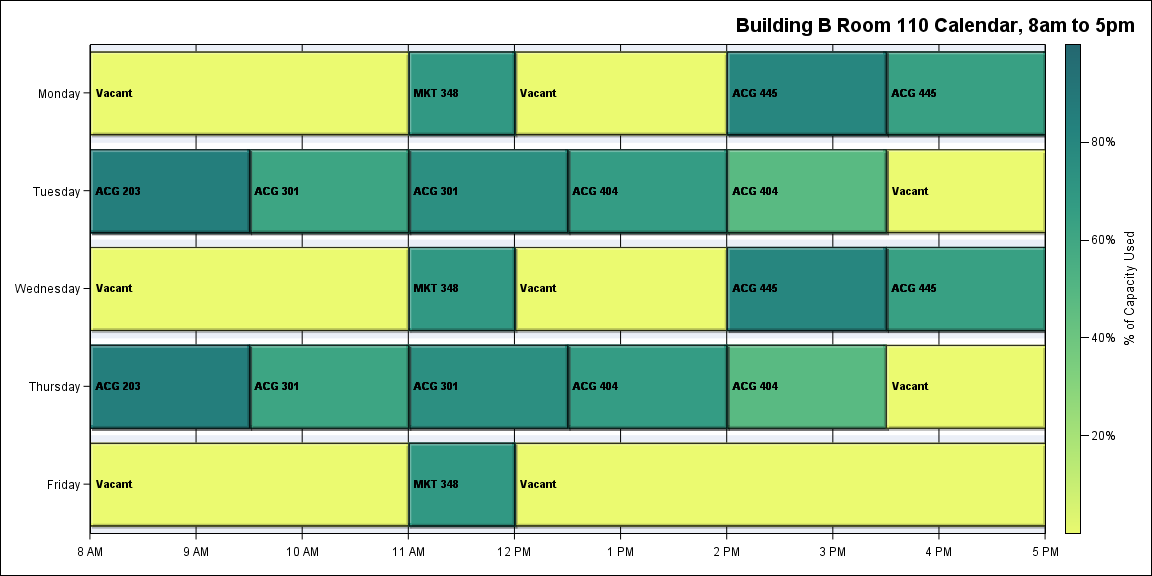 Building B Room 110 Calendar, 8am to 5pm
Monday
Vacant
MKT 348
Vacant
ACG 445
ACG 445
Tuesday
ACG 203
ACG 301
ACG 301
ACG 404
ACG 404
Vacant
Wednesday
Vacant
MKT 348
Vacant
ACG 445
ACG 445
Thursday
ACG 203
ACG 301
ACG 301
ACG 404
ACG 404
Vacant
Friday
Vacant
MKT 348
Vacant
8 AM
9 AM
10 AM
11 AM
12 PM
1 PM
2 PM
3 PM
4 PM
5 PM
80%
60%
40%
20%
% of Capacity Used